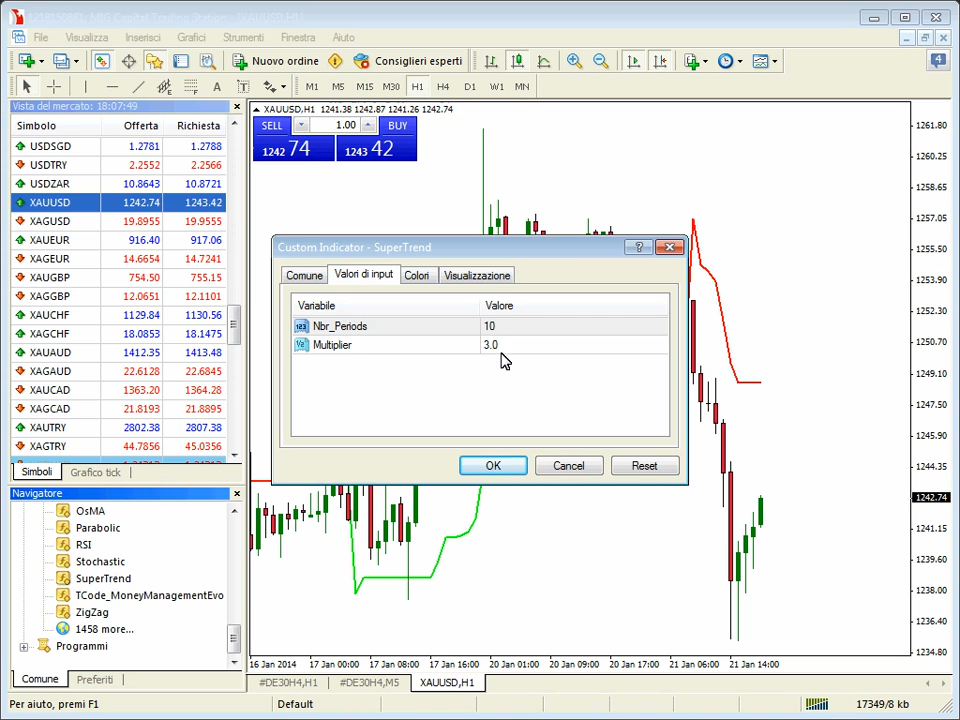 File Visualizza Inserisci Grafici Strumenti Finestra Aiuto
Nuovo ordine Consiglieri esperti 4
A T M1 M5 M15 M30 H1 H4 D1 W1 MN
Vista del mercato: 18:07:49
Simbolo Offerta Richiesta
USDSGD 1.2781 1.2788
USDTRY 2.2552 2.2566
USDZAR 10.8643 10.8721
XAUUSD 1242.74 1243.42
XAGUSD 19.8955 19.9555
XAUEUR 916.40 917.06
XAGEUR 14.6654 14.7241
XAUGBP 754.50 755.15
XAGGBP 12.0651 12.1101
XAUCHF 1129.84 1130.56
XAGCHF 18.0853 18.1475
XAUAUD 1412.35 1413.48
XAGAUD 22.6128 22.6845
XAUCAD 1363.20 1364.28
XAGCAD 21.8193 21.8895
XAUTRY 2802.38 2807.38
XAGTRY 44.7856 45.0356
Simboli Grafico tick
Navigatore
OsMA
Parabolic
RSI
Stochastic
SuperTrend
TCode_MoneyManagementEvo
ZigZag
1458 more...
Programmi
Comune Preferiti
XAUUSD,H1 1241.38 1242.87 1241.26 1242.74
SELL 1.00 BUY
1242 74 1243 42
Custom Indicator - SuperTrend
Comune Valori di input Colori Visualizzazione
Variabile Valore
123 Nbr_Periods 10
Multiplier 3.0
OK Cancel Reset
1261.80
1260.25
1258.65
1257.05
1255.50
1253.90
1252.30
1250.70
1249.10
1247.50
1245.90
1244.35
1242.74
1241.15
1239.60
1238.00
1236.40
1234.80
16 Jan 2014 17 Jan 00:00 17 Jan 08:00 17 Jan 16:00 20 Jan 01:00 20 Jan 09:00 20 Jan 17:00 21 Jan 06:00 21 Jan 14:00
#DE30H4,H1 #DE30H4,M5 XAUUSD,H1
Per aiuto, premi F1 Default 17349/8 kb